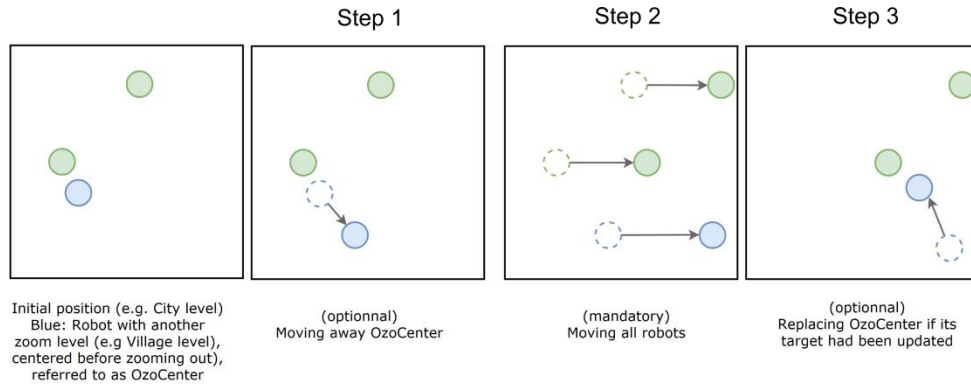 Step 1
Step 2
Step 3
Initial position (e.g. City level)
Blue: Robot with another
zoom level (e.g Village level),
centered before zooming out),
referred to as OzoCenter
(optionnal)
Moving away OzoCenter
(mandatory)
Moving all robots
(optionnal)
Replacing OzoCenter if its
target had been updated